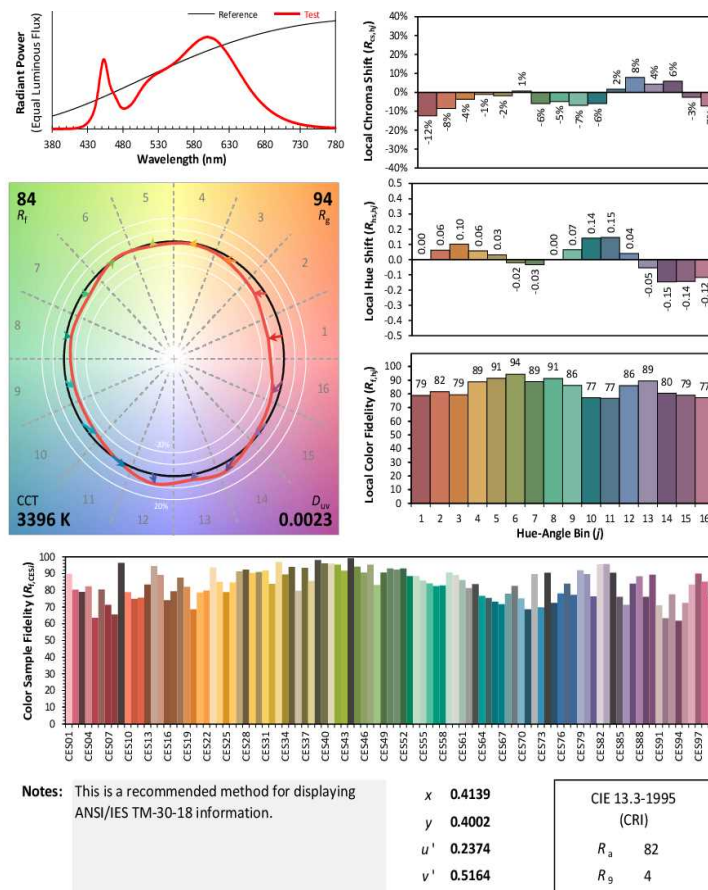 Reference Test
Radiant Power
(Equal Luminous Flux)
380 430 480 530 580 630 680 730 780
Wavelength (nm)
Local Chroma Shift (Rcs,hj)
40%
30%
20%
10%
0%
-10%
-20%
-30%
-40%
-12% -8% -4% -1% -2% 1% -6% -5% -7% -6% 2% 8% 4% 6% -3%
84
Rf
94
Rg
1 2 3 4 5 6 7 8 9 10 11 12 13 14 15 16
-20%
20%
CCT
3396 K
Duv
0.0023
Local Hue Shift (Rhs,hj)
0.5
0.4
0.3
0.2
0.1
0.0
-0.1
-0.2
-0.3
-0.4
-0.5
0.00 0.06 0.10 0.06 0.03 -0.02 -0.03 0.00 0.07 0.14 0.15 0.04 -0.05 -0.15 -0.14 -0.12
Local Color Fidelity (Rf,hj)
100
90
80
70
60
50
40
30
20
10
0
79 82 79 89 91 94 89 91 86 77 77 86 89 80 79 77
1 2 3 4 5 6 7 8 9 10 11 12 13 14 15 16
Hue-Angle Bin (j)
Color Sample Fidelity (Rf,CESi)
100
90
80
70
60
50
40
30
20
10
0
CES01 CES04 CES07 CES10 CES13 CES16 CES19 CES22 CES25 CES28 CES31 CES34 CES37 CES40 CES43 CES46 CES49 CES52 CES55 CES58 CES61 CES64 CES67 CES70 CES73 CES76 CES79 CES82 CES85 CES88 CES91 CES94 CES97
Notes: This is a recommended method for displaying
ANSI/IES TM-30-18 information.
x 0.4139
y 0.4002
u' 0.2374
v' 0.5164
CIE 13.3-1995
(CRI)
Ra 82
R9 4